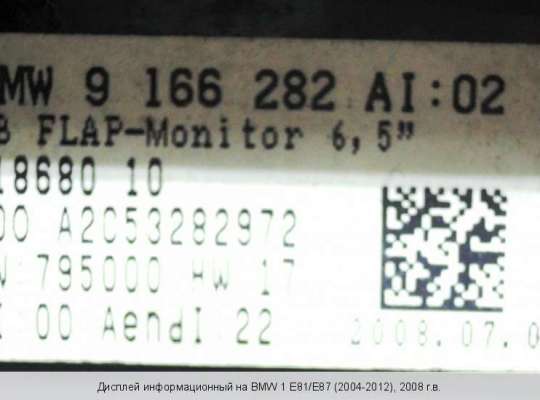 MW 9 166 282 AI:02
FLAP-Monitor 6,5”
8680 10
00 A2C53282972
795000 HW 17
00 AendI 22
2008.07.0
Дисплей информационный на BMW 1 E81/E87 (2004-2012), 2008 г.в.